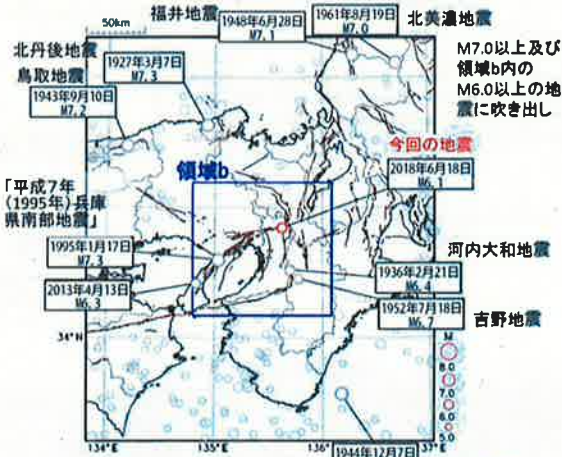 福井地震
1948年6月28日
M7.1
1961年8月19日
M7.0
北美濃地震
50km
北丹後地震
1927年3月7日
M7.3
鳥取地震
1943年9月10日
M7.2
M7.0以上及び
領域b内の
M6.0以上の地
震に吹き出し
今回の地震
2018年6月18日
M6.1
領域b
「平成7年
(1995年)兵庫
県南部地震」
1995年1月17日
M7.3
2013年4月13日
M6.3
河内大和地震
1936年2月21日
M6.4
1952年7月18日
M6.7
吉野地震
34°N
M
8.0
7.0
6.0
5.0
1944年12月7日
134°E
135°E
136°E
137°E